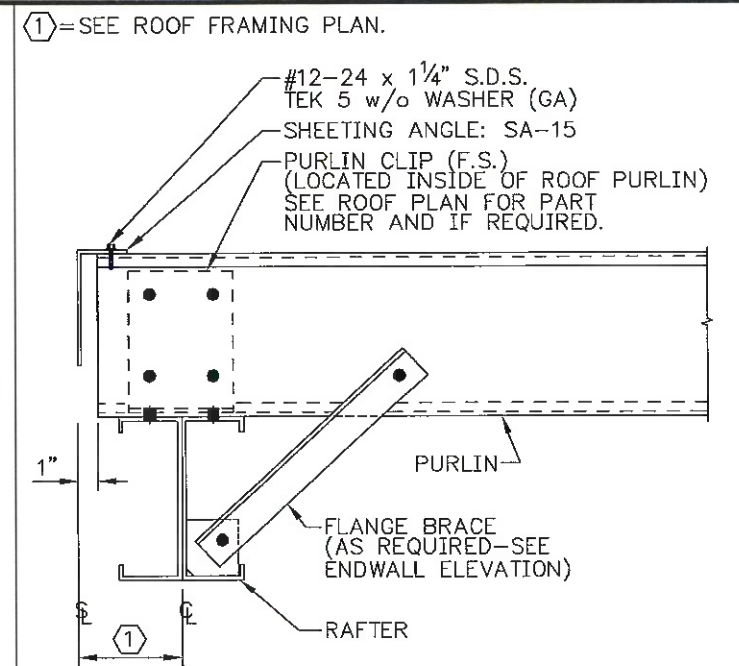 1 = SEE ROOF FRAMING PLAN.
#12-24 x 1¼" S.D.S.
TEK 5 w/o WASHER (GA)
SHEETING ANGLE: SA-15
PURLIN CLIP (F.S.)
(LOCATED INSIDE OF ROOF PURLIN)
SEE ROOF PLAN FOR PART
NUMBER AND IF REQUIRED.
1"
PURLIN
FLANGE BRACE
(AS REQUIRED-SEE
ENDWALL ELEVATION)
SL
CL
1
RAFTER